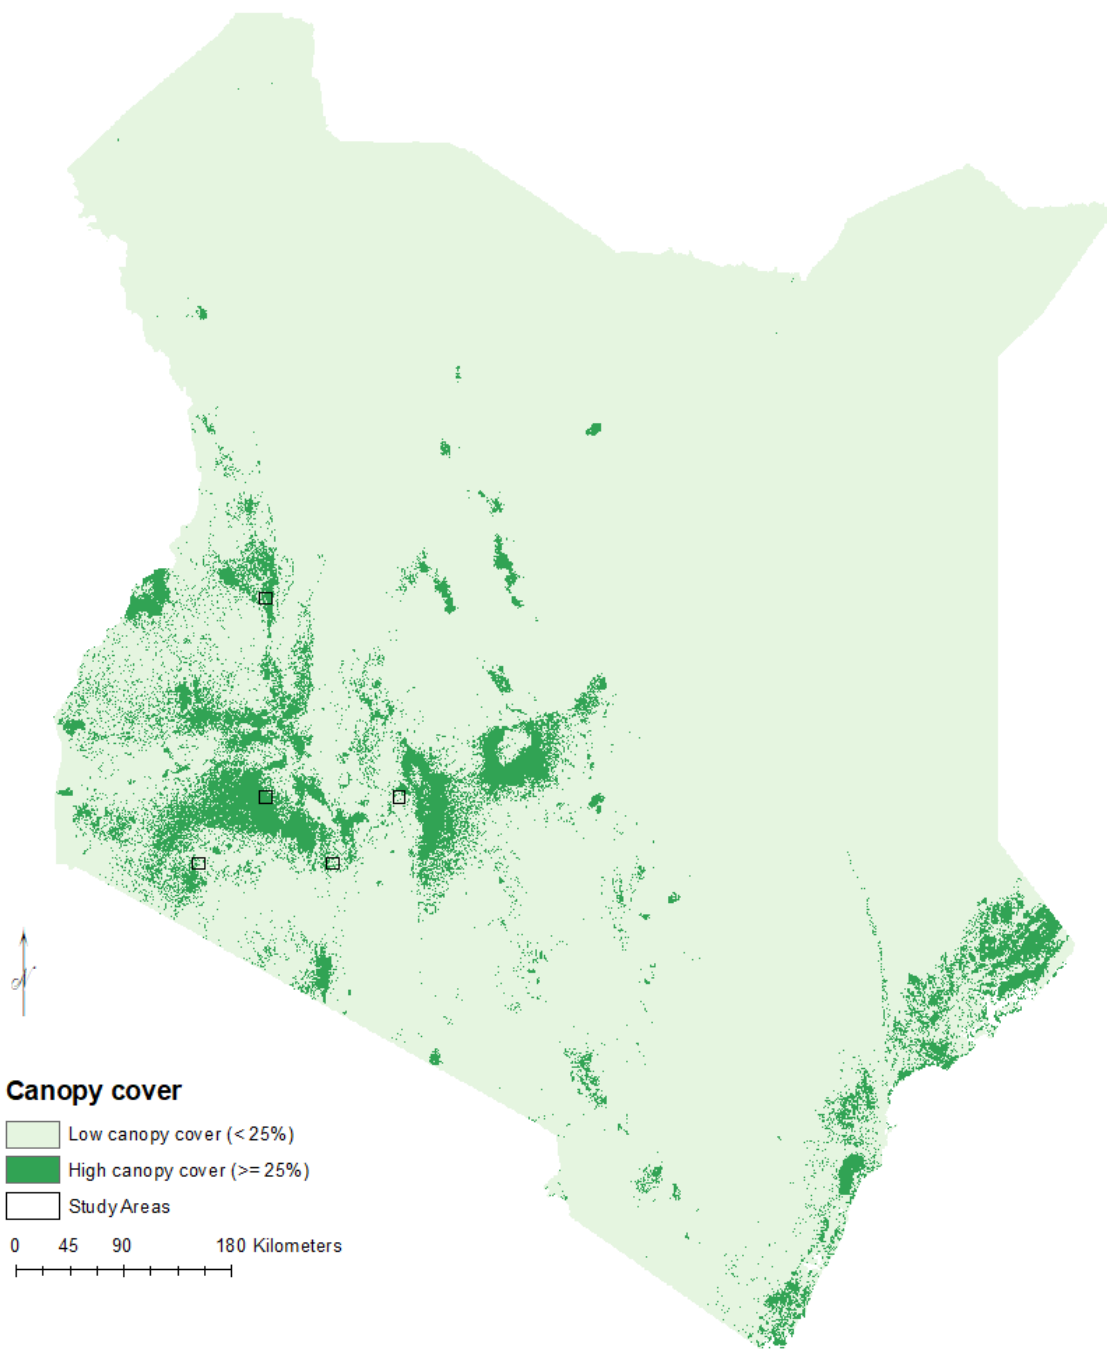 N
Canopy cover
Low canopy cover (< 25%)
High canopy cover (>= 25%)
Study Areas
0 45 90 180 Kilometers